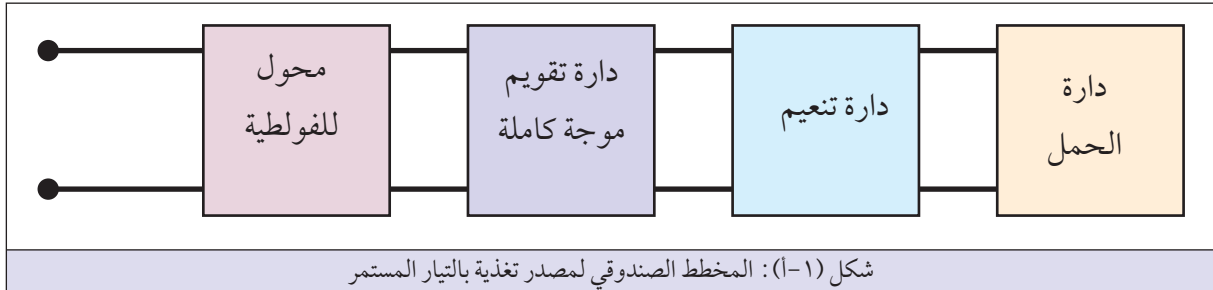 محول
للفولطية
دارة تقويم
موجة كاملة
دارة تنعيم
دارة
الحمل
شكل (١-أ): المخطط الصندوقي لمصدر تغذية بالتيار المستمر